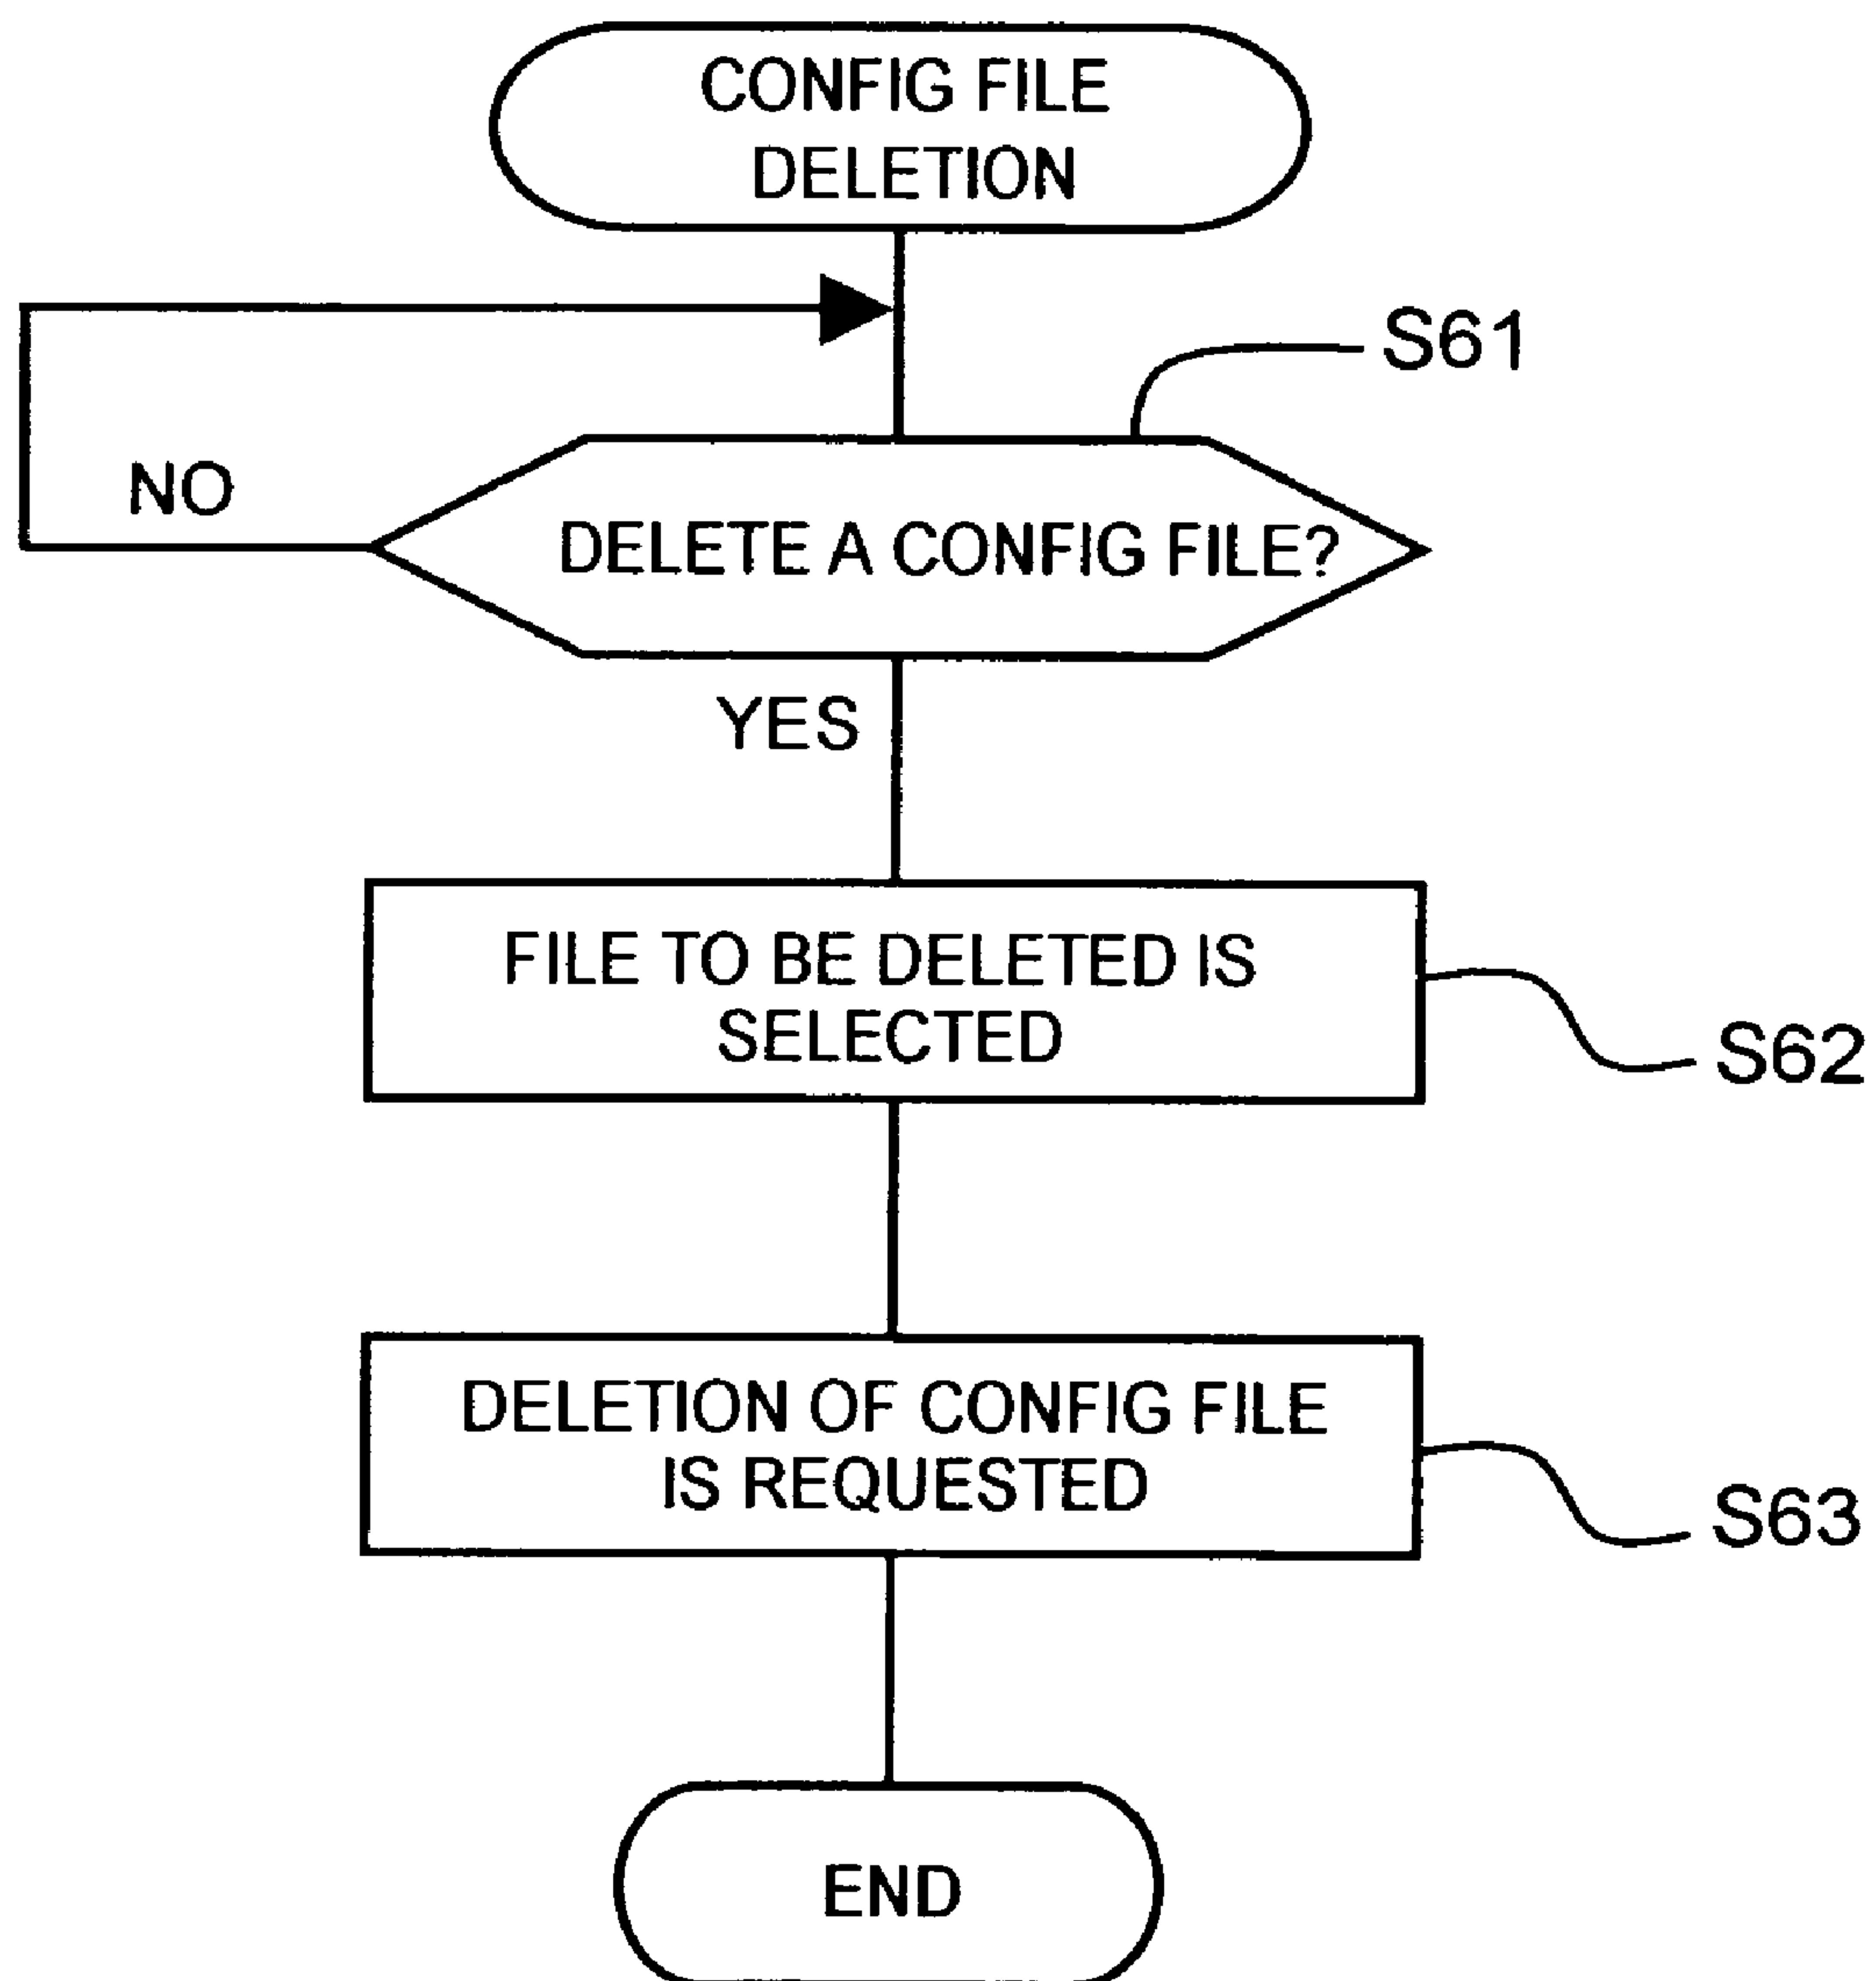 CONFIG FILE
DELETION
S61
NO
DELETE A CONFIG FILE?
YES
FILE TO BE DELETED IS
SELECTED
S62
DELETION OF CONFIG FILE
IS REQUESTED
S63
END